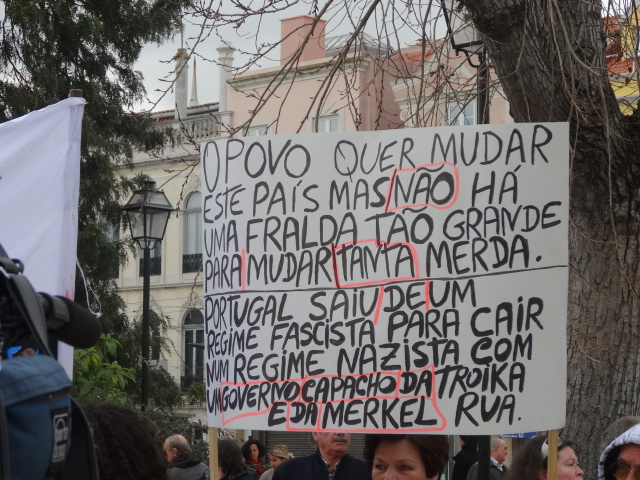 O POVO QUER MUDAR
ESTE PAÍS MAS NÃO HÁ
UMA FRALDA TÃO GRANDE
PARA MUDAR TANTA MERDA.
PORTUGAL SAIU DE UM
REGIME FASCISTA PARA CAIR
NUM REGIME NAZISTA COM
UM GOVERNO CAPACHO DA TROIKA
E DA MERKEL RUA.